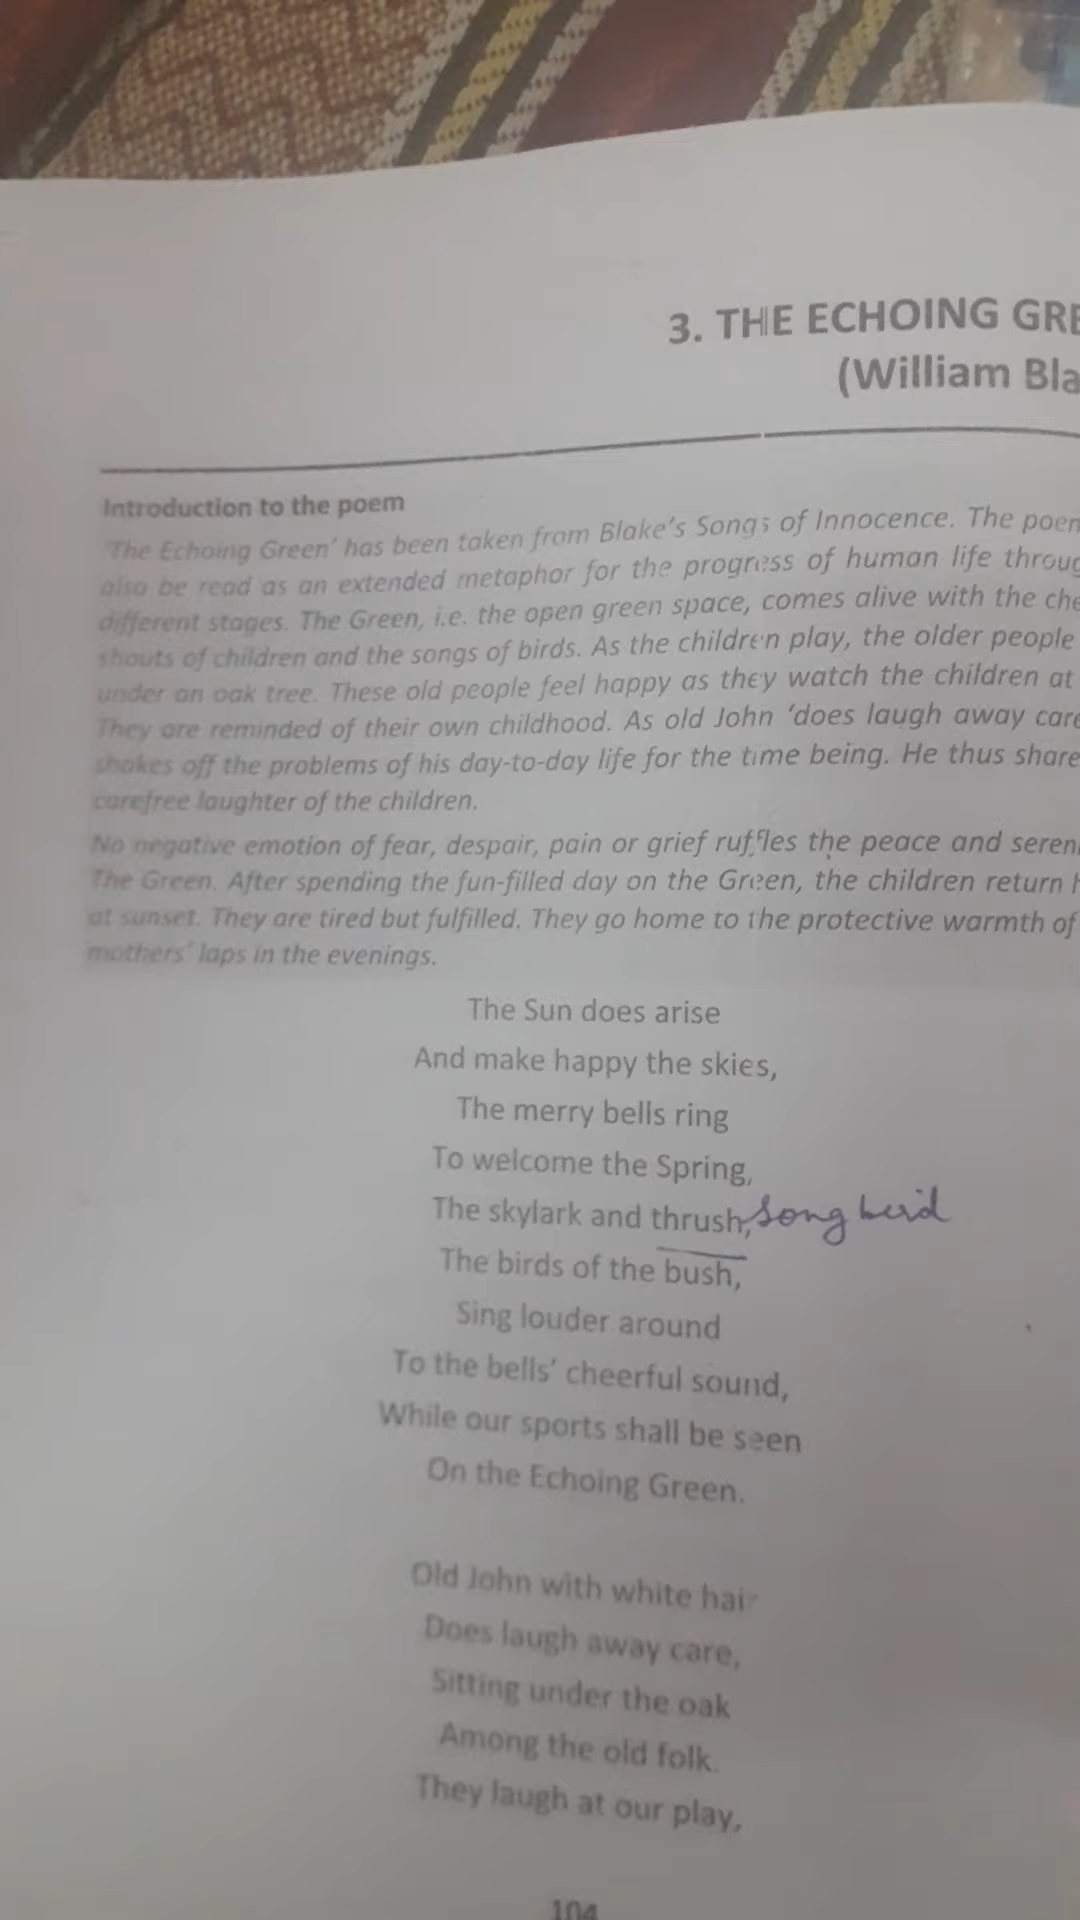 3. THE ECHOING GRE
(William Bla
Introduction to the poem
'The Echoing Green' has been taken from Blake's Songs of Innocence. The poem
also be read as an extended metaphor for the progress of human life throug
different stages. The Green, i.e. the open green space, comes alive with the che
shouts of children and the songs of birds. As the children play, the older people
under an oak tree. These old people feel happy as they watch the children at
They are reminded of their own childhood. As old John 'does laugh away care
shakes off the problems of his day-to-day life for the time being. He thus share
carefree laughter of the children.
No negative emotion of fear, despair, pain or grief ruffles the peace and seren
The Green. After spending the fun-filled day on the Green, the children return h
at sunset. They are tired but fulfilled. They go home to the protective warmth of
mothers' laps in the evenings.
The Sun does arise
And make happy the skies,
The merry bells ring
To welcome the Spring,
The skylark and thrush, Song bird
The birds of the bush,
Sing louder around
To the bells' cheerful sound,
While our sports shall be seen
On the Echoing Green.
Old John with white hair
Does laugh away care,
Sitting under the oak
Among the old folk.
They laugh at our play,
104